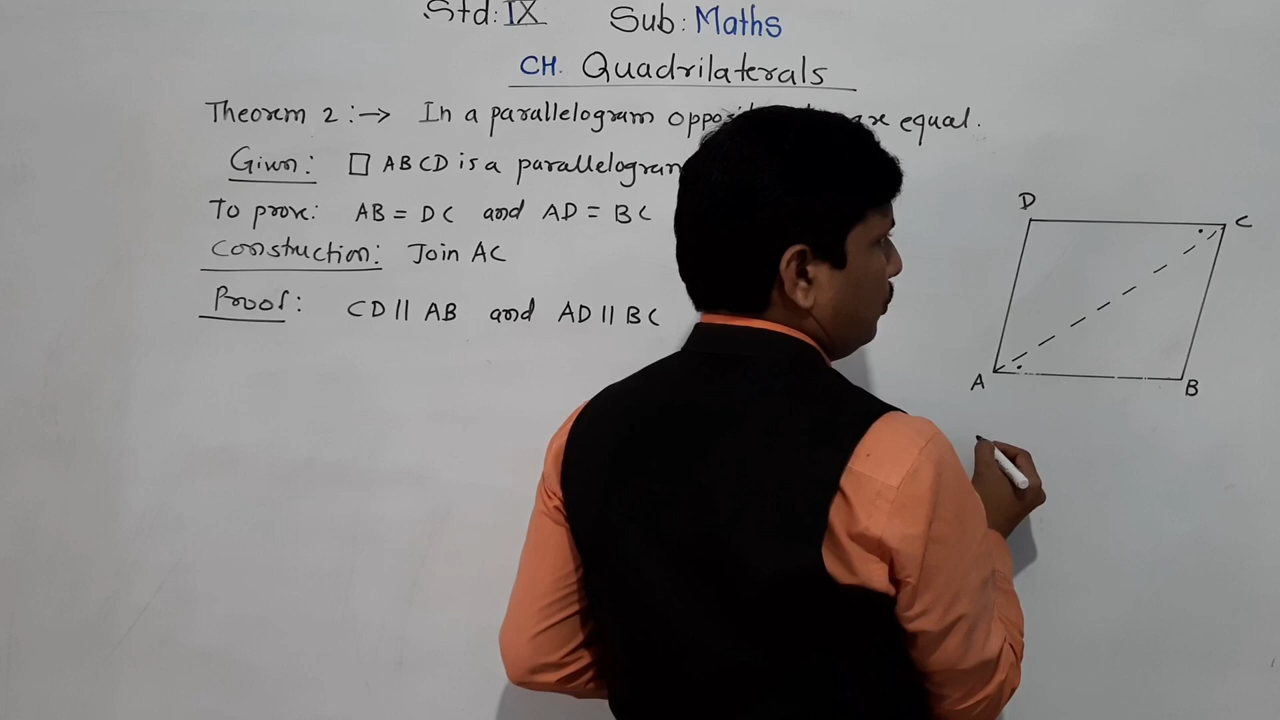 Std: IX Sub: Maths
CH. Quadrilaterals
Theorem 2 :→ In a parallelogram are equal.
Given: □ ABCD is a parallelogram
To prove: AB = DC and AD = BC
Construction: Join AC
Proof: CD || AB and AD || BC
D C
A B